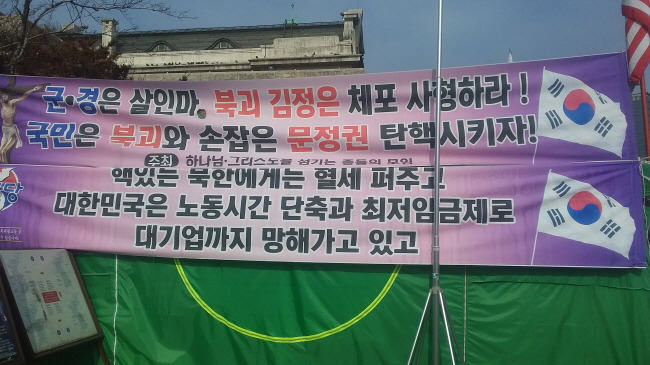 군·경은 살인마, 북괴 김정은 체포 사형하라!
국민은 북괴와 손잡은 문정권 탄핵시키자!
주최 하나님·그리스도를 섬기는 종들의 모임
핵있는 북한에게는 혈세 퍼주고
대한민국은 노동시간 단축과 최저임금제로
대기업까지 망해가고 있고